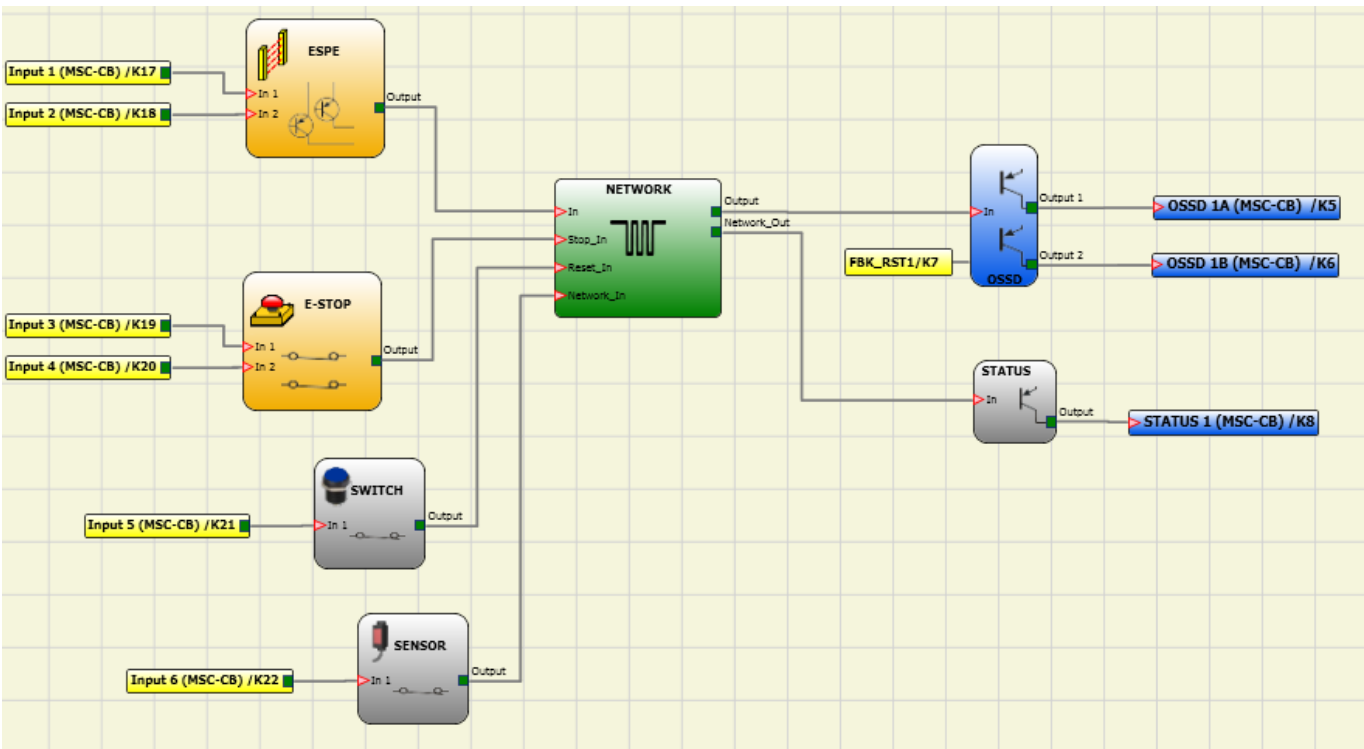 ESPE
Input 1 (MSC-CB) /K17
In 1
Output
Input 2 (MSC-CB) /K18
In 2
NETWORK
In
Output
Stop_In
Network_Out
Reset_In
Network_In
In
Output 1
OSSD 1A (MSC-CB) /K5
FBK_RST1/K7
Output 2
OSSD 1B (MSC-CB) /K6
OSSD
E-STOP
Input 3 (MSC-CB) /K19
In 1
Output
Input 4 (MSC-CB) /K20
In 2
STATUS
In
Output
STATUS 1 (MSC-CB) /K8
SWITCH
Input 5 (MSC-CB) /K21
In 1
Output
SENSOR
Input 6 (MSC-CB) /K22
In 1
Output